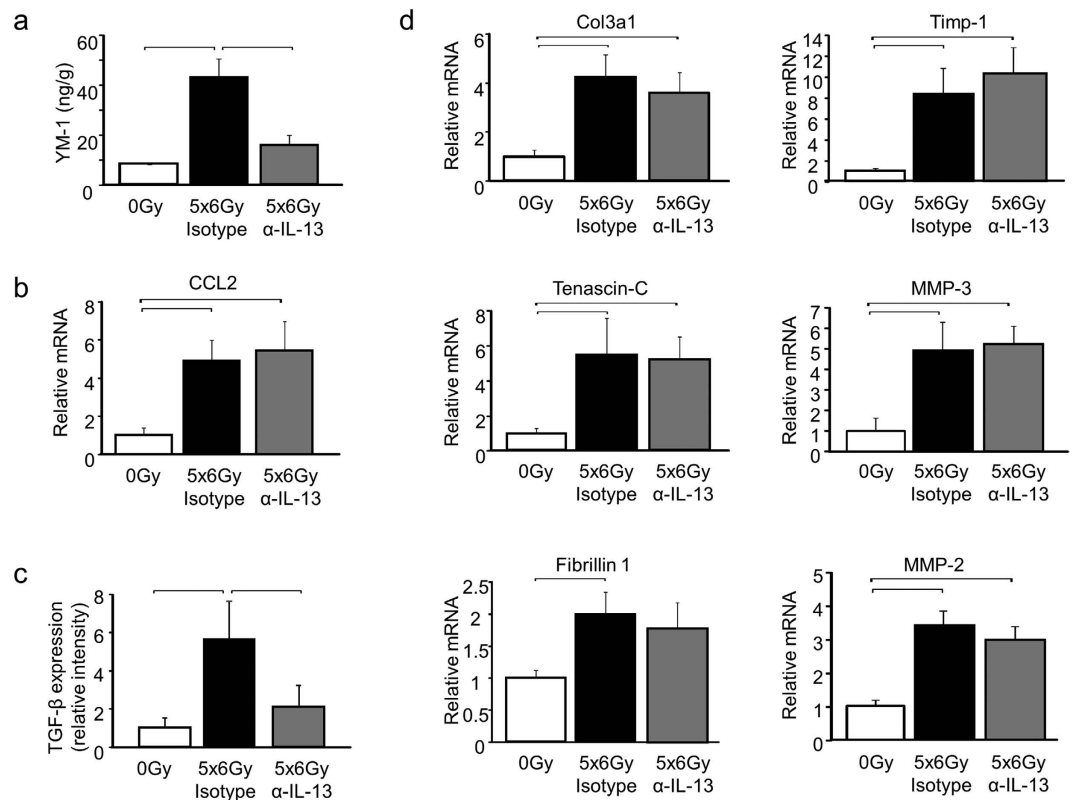 a
YM-1 (ng/g)
60
40
20
0
0Gy 5x6Gy 5x6Gy
Isotype α-IL-13
b
CCL2
Relative mRNA
8
6
4
2
0
0Gy 5x6Gy 5x6Gy
Isotype α-IL-13
c
TGF-β expression
(relative intensity)
8
6
4
2
0
0Gy 5x6Gy 5x6Gy
Isotype α-IL-13
d
Col3a1
Relative mRNA
6
4
2
0
0Gy 5x6Gy 5x6Gy
Isotype α-IL-13
Timp-1
Relative mRNA
14
12
10
8
6
4
2
0
0Gy 5x6Gy 5x6Gy
Isotype α-IL-13
Tenascin-C
Relative mRNA
8
6
4
2
0
0Gy 5x6Gy 5x6Gy
Isotype α-IL-13
MMP-3
Relative mRNA
7
6
5
4
3
2
1
0
0Gy 5x6Gy 5x6Gy
Isotype α-IL-13
Fibrillin 1
Relative mRNA
2.5
2
1.5
1
0.5
0
0Gy 5x6Gy 5x6Gy
Isotype α-IL-13
MMP-2
Relative mRNA
5
4
3
2
1
0
0Gy 5x6Gy 5x6Gy
Isotype α-IL-13